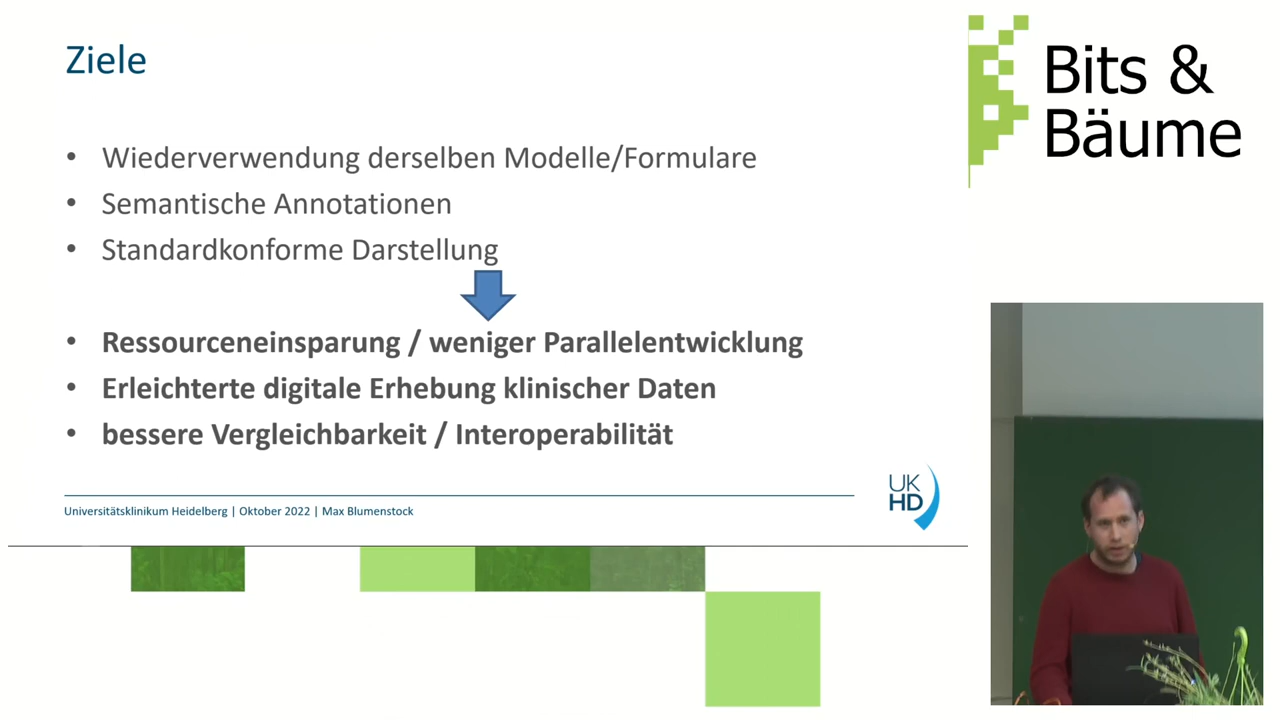 Ziele
• Wiederverwendung derselben Modelle/Formulare
• Semantische Annotationen
• Standardkonforme Darstellung
• Ressourceneinsparung / weniger Parallelentwicklung
• Erleichterte digitale Erhebung klinischer Daten
• bessere Vergleichbarkeit / Interoperabilität
Universitätsklinikum Heidelberg | Oktober 2022 | Max Blumenstock
UK
HD
Bits &
Bäume